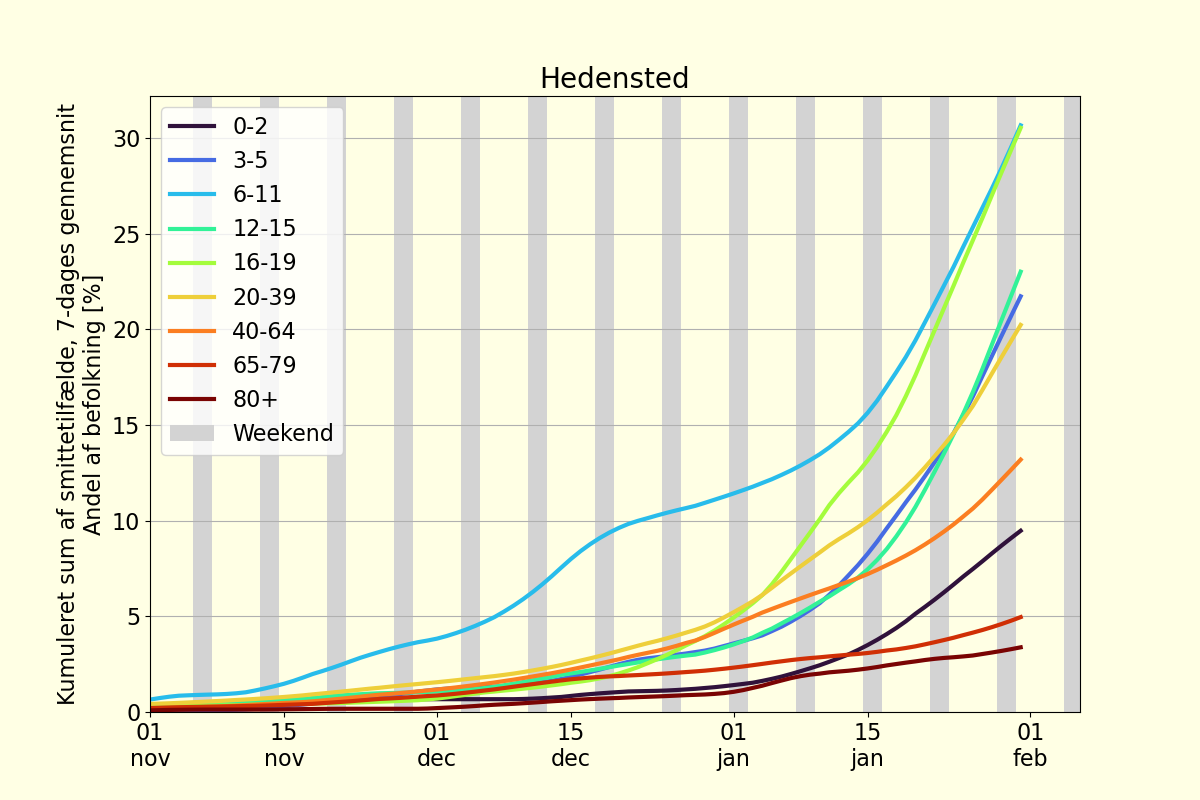 Hedensted
Kumuleret sum af smittetilfælde, 7-dages gennemsnit
Andel af befolkning [%]
30
25
20
15
10
5
0
0-2
3-5
6-11
12-15
16-19
20-39
40-64
65-79
80+
Weekend
01 15 01 15 01 15 01
nov nov dec dec jan jan feb